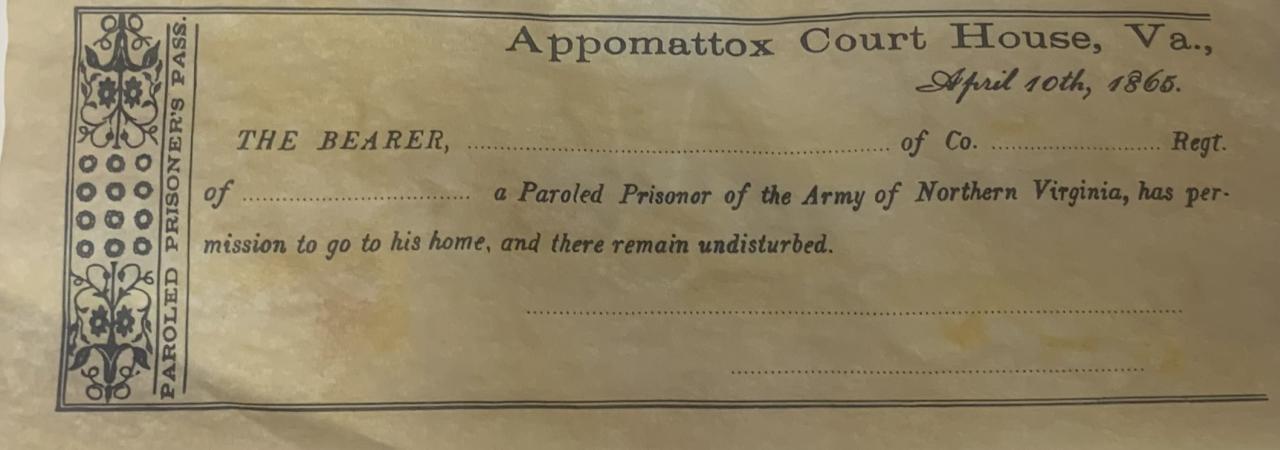 PAROLED PRISONER'S PASS.
Appomattox Court House, Va.,
April 10th, 1865.
THE BEARER, ........ of Co. ........ Regt.
of ........ a Paroled Prisonor of the Army of Northern Virginia, has per-
mission to go to his home, and there remain undisturbed.